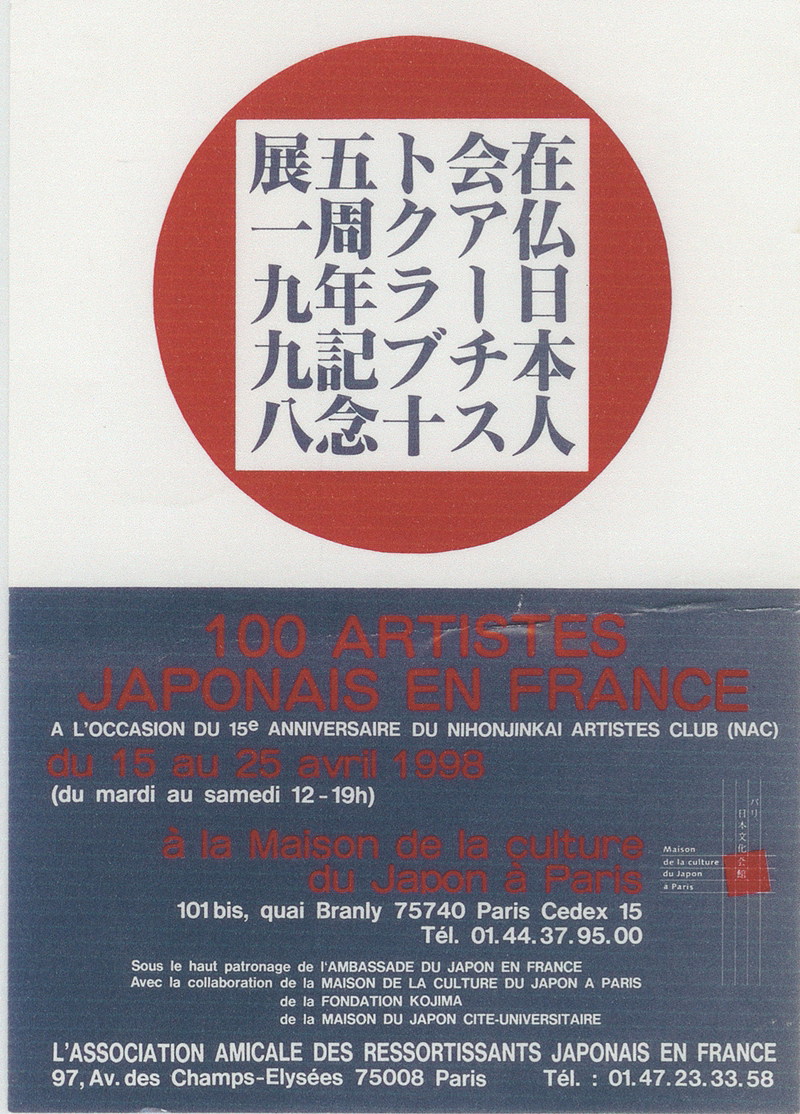 在仏日本人
会アーチス
トクラブ十
五周年記念
展一九九八
100 ARTISTES
JAPONAIS EN FRANCE
A L'OCCASION DU 15e ANNIVERSAIRE DU NIHONJINKAI ARTISTES CLUB (NAC)
du 15 au 25 avril 1998
(du mardi au samedi 12-19h)
à la Maison de la culture
du Japon à Paris
101bis, quai Branly 75740 Paris Cedex 15
Tél. 01.44.37.95.00
パリ
日本文化会館
Maison
de la culture
du Japon
à Paris
Sous le haut patronage de l'AMBASSADE DU JAPON EN FRANCE
Avec la collaboration de la MAISON DE LA CULTURE DU JAPON A PARIS
de la FONDATION KOJIMA
de la MAISON DU JAPON CITE-UNIVERSITAIRE
L'ASSOCIATION AMICALE DES RESSORTISSANTS JAPONAIS EN FRANCE
97, Av. des Champs-Elysées 75008 Paris Tél. : 01.47.23.33.58